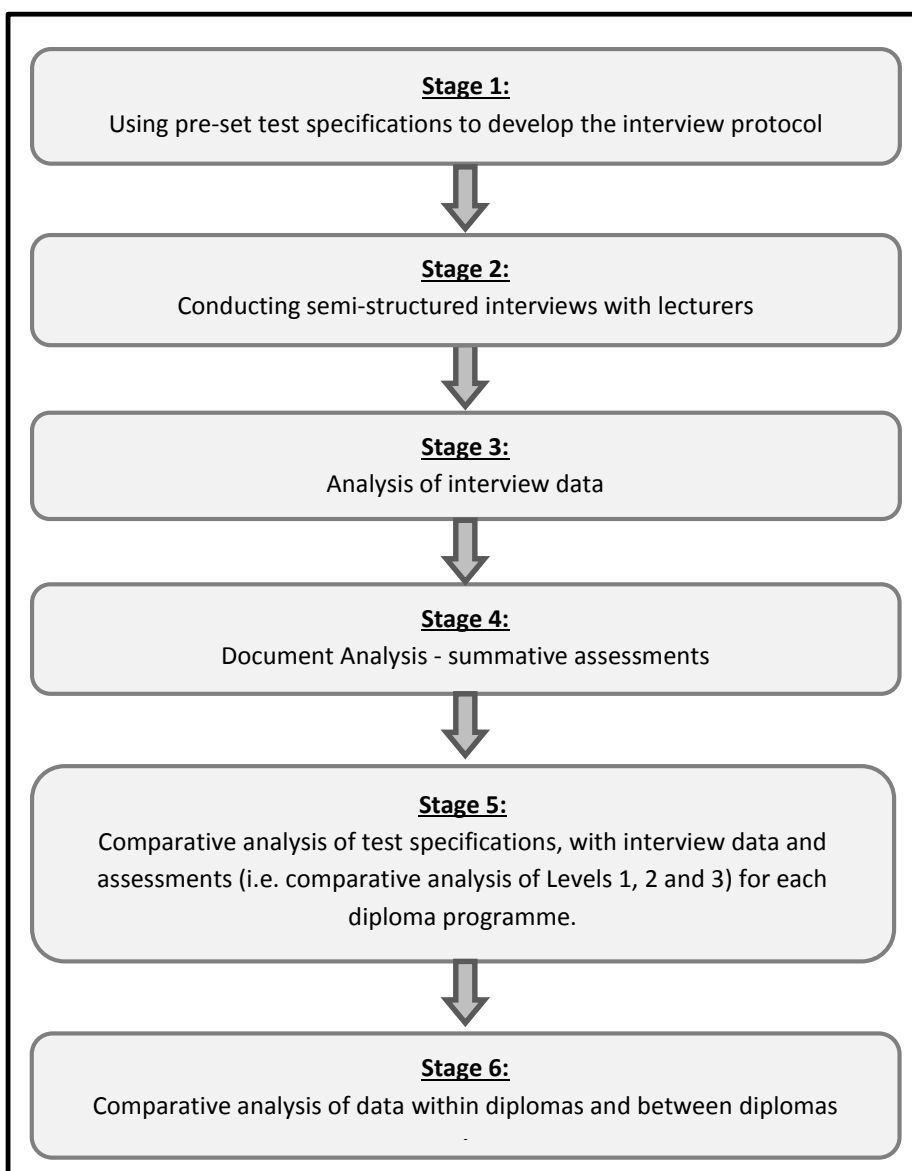 Stage 1:
Using pre-set test specifications to develop the interview protocol
Stage 2:
Conducting semi-structured interviews with lecturers
Stage 3:
Analysis of interview data
Stage 4:
Document Analysis - summative assessments
Stage 5:
Comparative analysis of test specifications, with interview data and
assessments (i.e. comparative analysis of Levels 1, 2 and 3) for each
diploma programme.
Stage 6:
Comparative analysis of data within diplomas and between diplomas
.